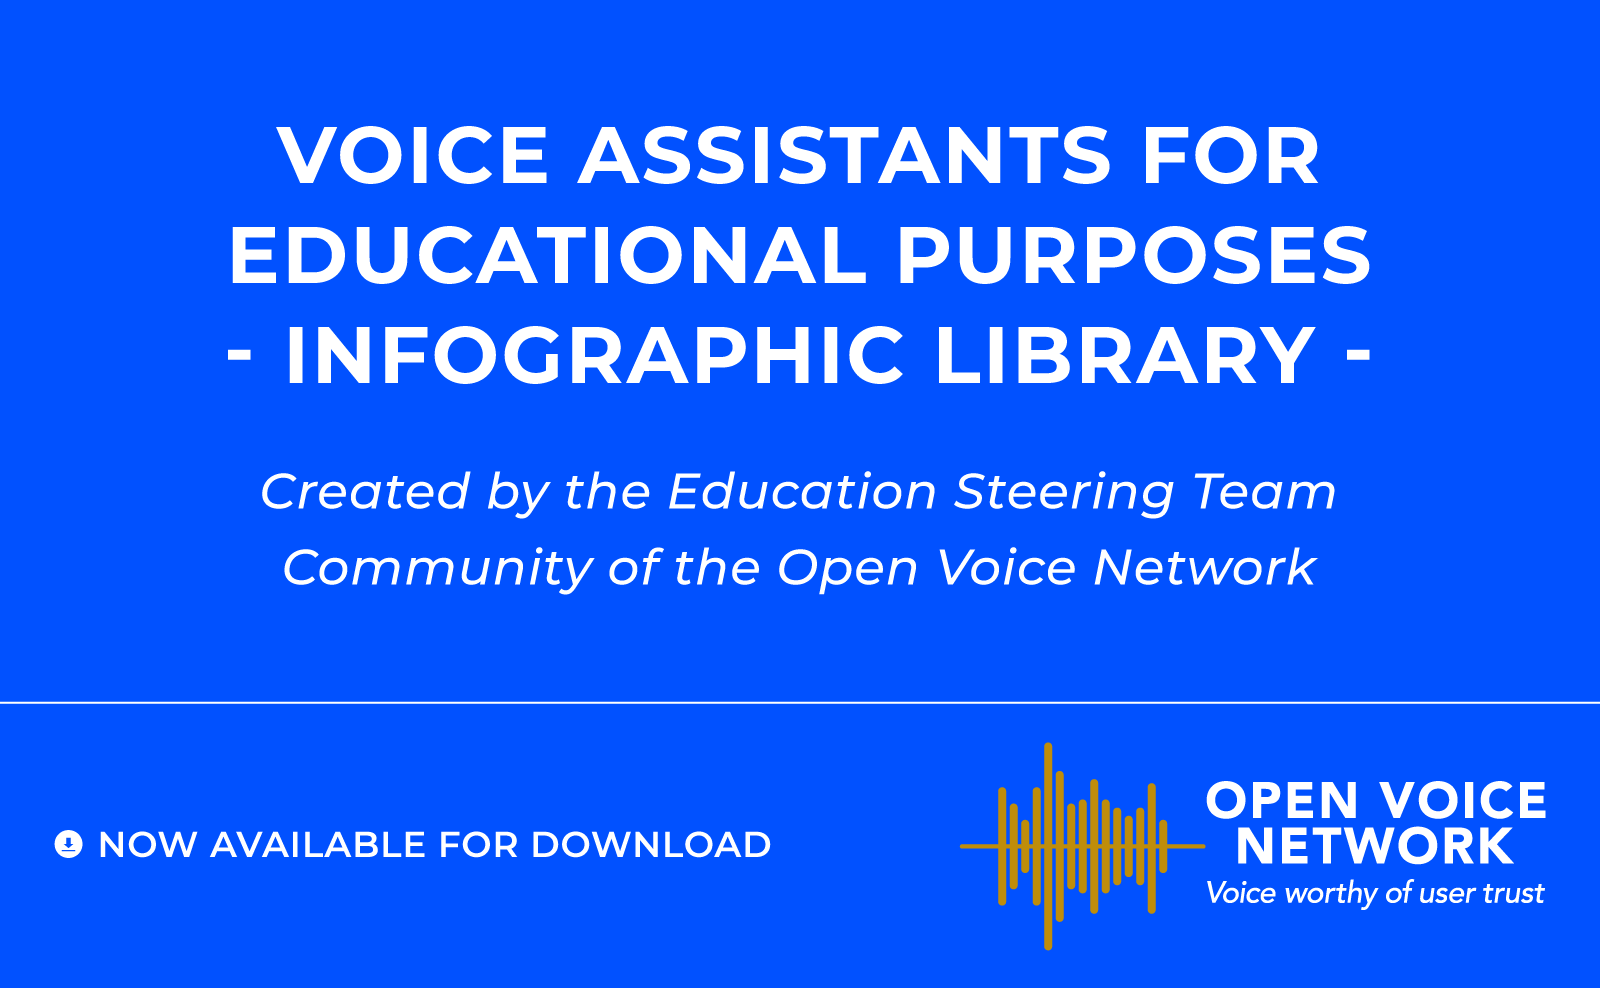 VOICE ASSISTANTS FOR
EDUCATIONAL PURPOSES
- INFOGRAPHIC LIBRARY -
Created by the Education Steering Team
Community of the Open Voice Network
NOW AVAILABLE FOR DOWNLOAD
OPEN VOICE
NETWORK
Voice worthy of user trust